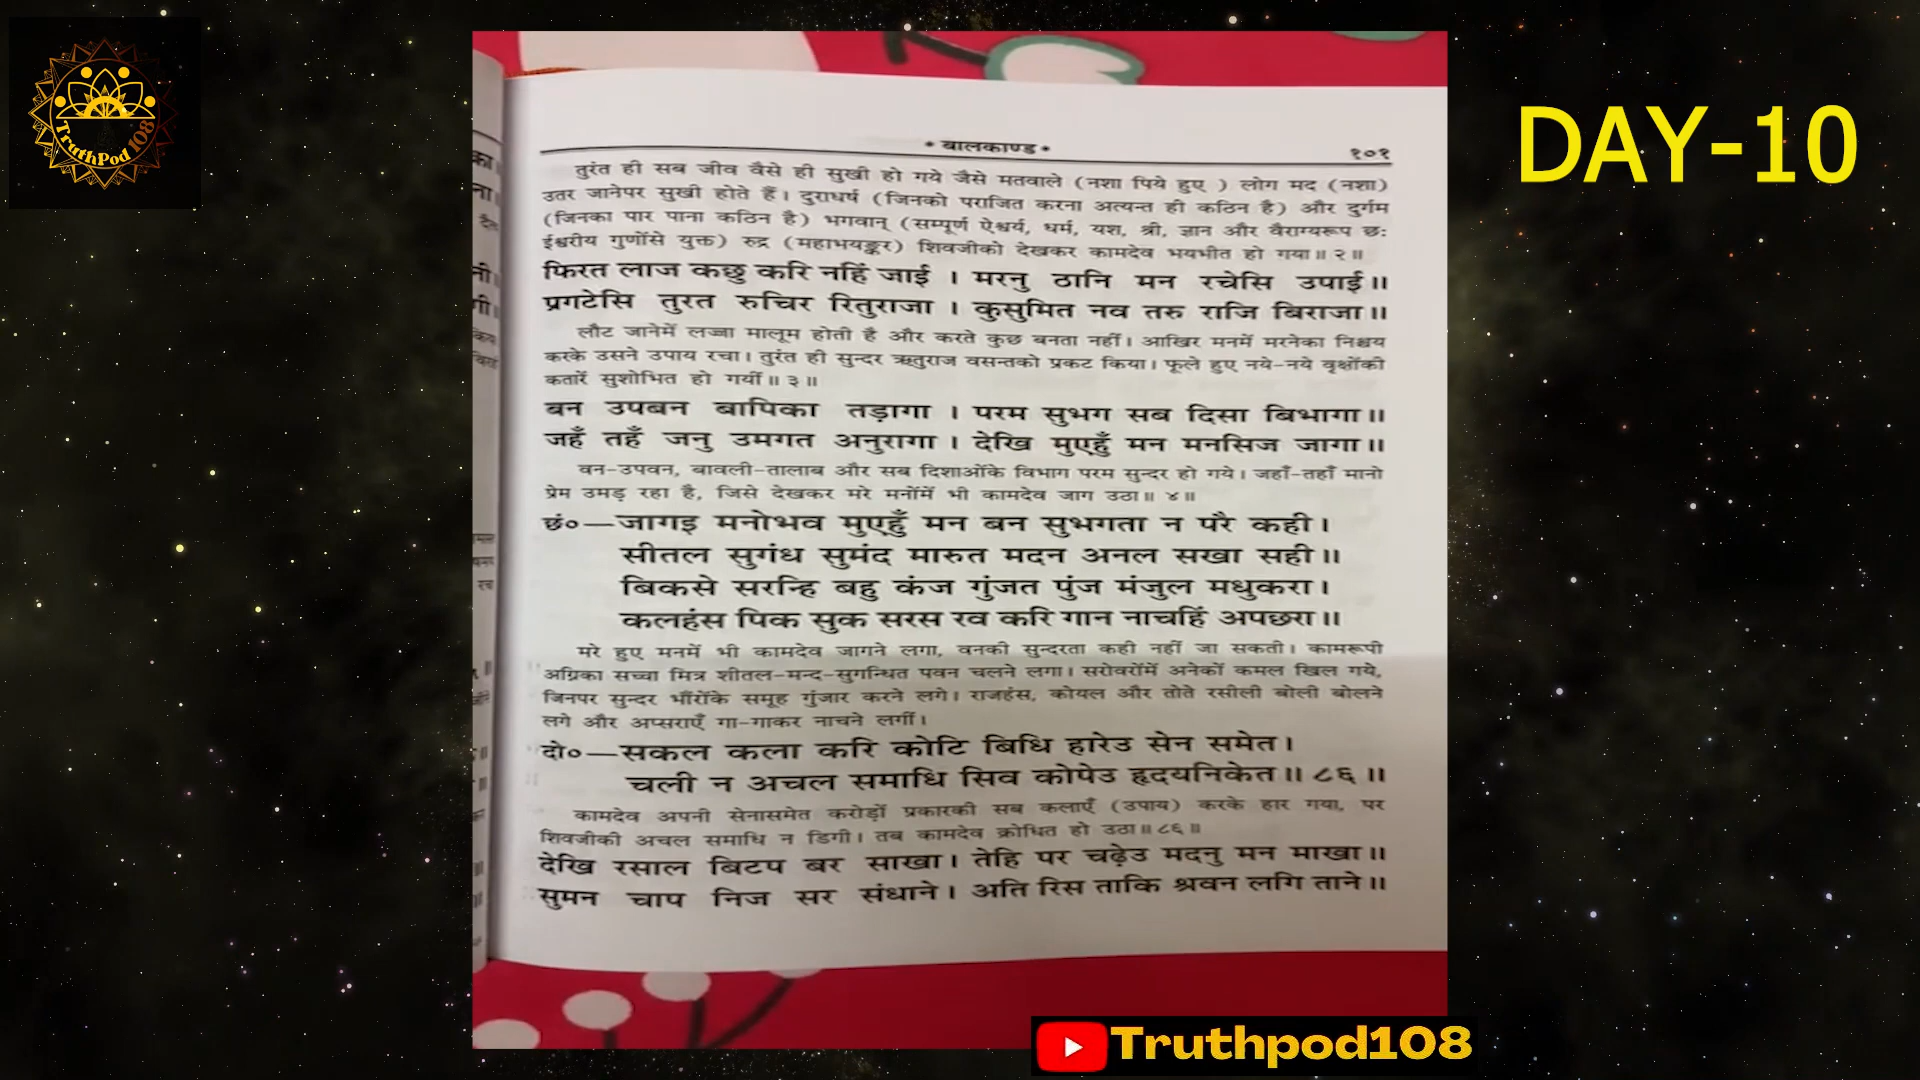 TruthPod 108
DAY-10
* बालकाण्ड *
१०१
तुरंत ही सब जीव वैसे ही सुखी हो गये जैसे मतवाले (नशा पिये हुए ) लोग मद (नशा)
उतर जानेपर सुखी होते हैं। दुराधर्ष (जिनको पराजित करना अत्यन्त ही कठिन है) और दुर्गम
(जिनका पार पाना कठिन है) भगवान् (सम्पूर्ण ऐश्वर्य, धर्म, यश, श्री, ज्ञान और वैराग्यरूप छः
ईश्वरीय गुणोंसे युक्त) रुद्र (महाभयङ्कर) शिवजीको देखकर कामदेव भयभीत हो गया॥ २॥
फिरत लाज कछु करि नहिं जाई । मरनु ठानि मन रचेसि उपाई॥
प्रगटेसि तुरत रुचिर रितुराजा । कुसुमित नव तरु राजि बिराजा॥
लौट जानेमें लज्जा मालूम होती है और करते कुछ बनता नहीं। आखिर मनमें मरनेका निश्चय
करके उसने उपाय रचा। तुरंत ही सुन्दर ऋतुराज वसन्तको प्रकट किया। फूले हुए नये-नये वृक्षोंकी
कतारें सुशोभित हो गयीं॥ ३॥
बन उपबन बापिका तड़ागा । परम सुभग सब दिसा बिभागा॥
जहँ तहँ जनु उमगत अनुरागा । देखि मुएहुँ मन मनसिज जागा॥
वन-उपवन, बावली-तालाब और सब दिशाओंके विभाग परम सुन्दर हो गये। जहाँ-तहाँ मानो
प्रेम उमड़ रहा है, जिसे देखकर मरे मनोंमें भी कामदेव जाग उठा॥ ४॥
छं०—जागइ मनोभव मुएहुँ मन बन सुभगता न परै कही।
सीतल सुगंध सुमंद मारुत मदन अनल सखा सही॥
बिकसे सरन्हि बहु कंज गुंजत पुंज मंजुल मधुकरा।
कलहंस पिक सुक सरस रव करि गान नाचहिं अपछरा॥
मरे हुए मनमें भी कामदेव जागने लगा, वनकी सुन्दरता कही नहीं जा सकती। कामरूपी
अग्निका सच्चा मित्र शीतल-मन्द-सुगन्धित पवन चलने लगा। सरोवरोंमें अनेकों कमल खिल गये,
जिनपर सुन्दर भौंरोंके समूह गुंजार करने लगे। राजहंस, कोयल और तोते रसीली बोली बोलने
लगे और अप्सराएँ गा-गाकर नाचने लगीं।
दो०—सकल कला करि कोटि बिधि हारेउ सेन समेत।
चली न अचल समाधि सिव कोपेउ हृदयनिकेत॥ ८६ ॥
कामदेव अपनी सेनासमेत करोड़ों प्रकारकी सब कलाएँ (उपाय) करके हार गया, पर
शिवजीकी अचल समाधि न डिगी। तब कामदेव क्रोधित हो उठा॥ ८६॥
देखि रसाल बिटप बर साखा। तेहि पर चढ़ेउ मदनु मन माखा॥
सुमन चाप निज सर संधाने। अति रिस ताकि श्रवन लगि ताने॥
Truthpod108